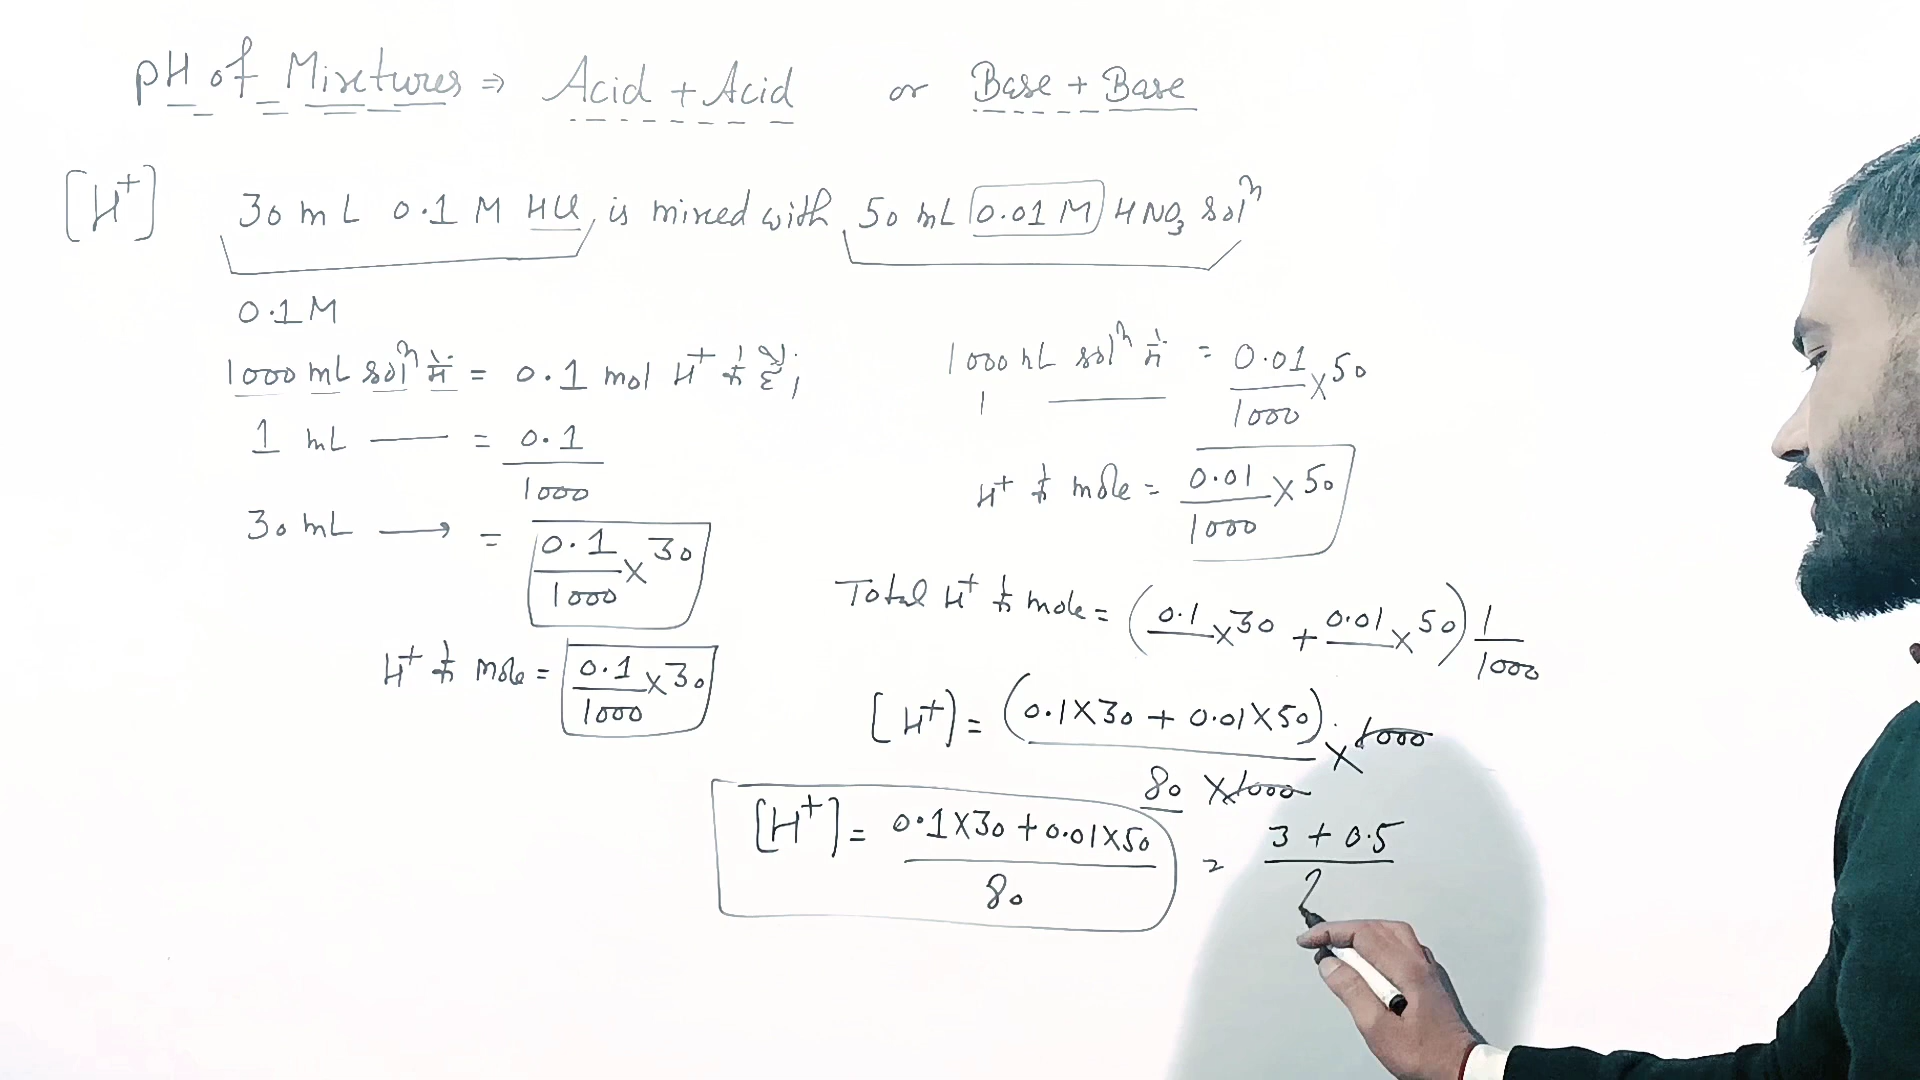 pH of Mixtures ⇒ Acid + Acid or Base + Base
[H⁺] 30 mL 0.1 M HCl, is mixed with 50 mL 0.01 M HNO₃ solⁿ
0.1 M
1000 mL solⁿ में = 0.1 mol H⁺ के हैं,
1 mL — = 0.1/1000
30 mL → = 0.1/1000 × 30
H⁺ के mole = 0.1/1000 × 30
1000 mL solⁿ में = 0.01/1000 × 50
1 —
H⁺ के mole = 0.01/1000 × 50
Total H⁺ के mole = (0.1 × 30 + 0.01 × 50) 1/1000
[H⁺] = (0.1 × 30 + 0.01 × 50) × 1000
80 × 1000
[H⁺] = 0.1 × 30 + 0.01 × 50 / 80 = 3 + 0.5